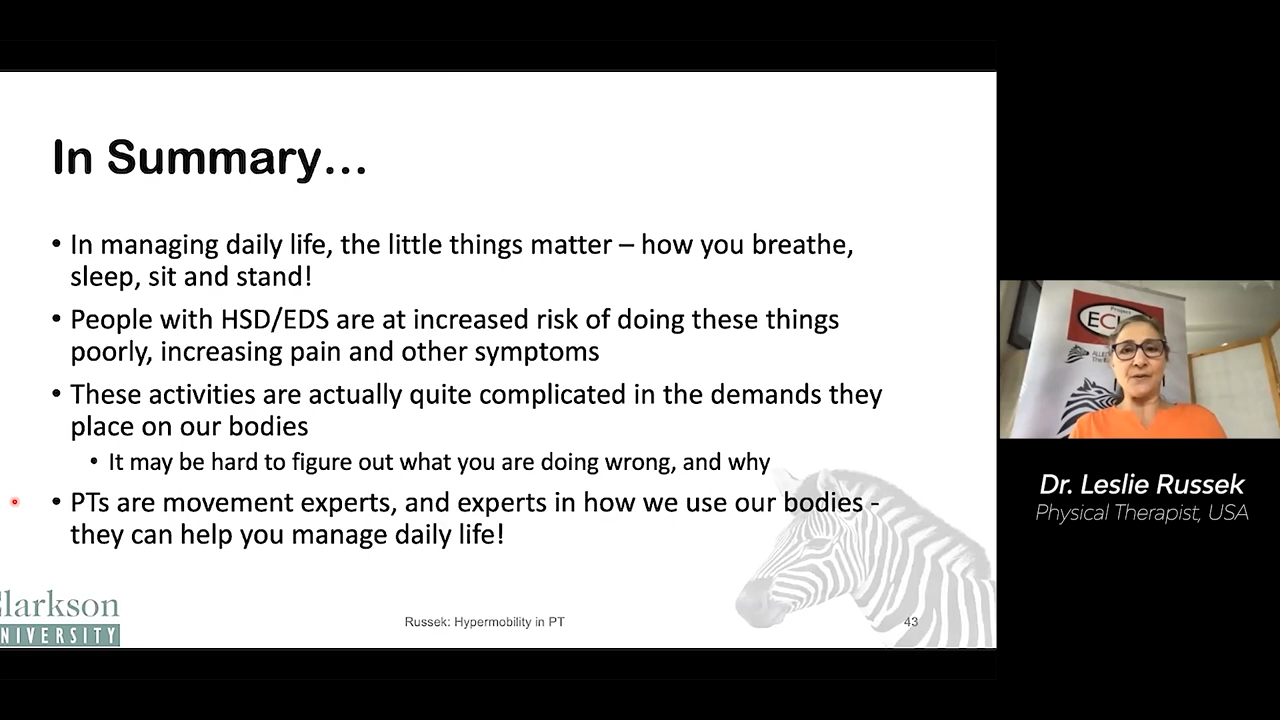 In Summary...
• In managing daily life, the little things matter – how you breathe,
sleep, sit and stand!
• People with HSD/EDS are at increased risk of doing these things
poorly, increasing pain and other symptoms
• These activities are actually quite complicated in the demands they
place on our bodies
• It may be hard to figure out what you are doing wrong, and why
• PTs are movement experts, and experts in how we use our bodies -
they can help you manage daily life!
Clarkson
UNIVERSITY
Russek: Hypermobility in PT
43
Project
Dr. Leslie Russek
Physical Therapist, USA